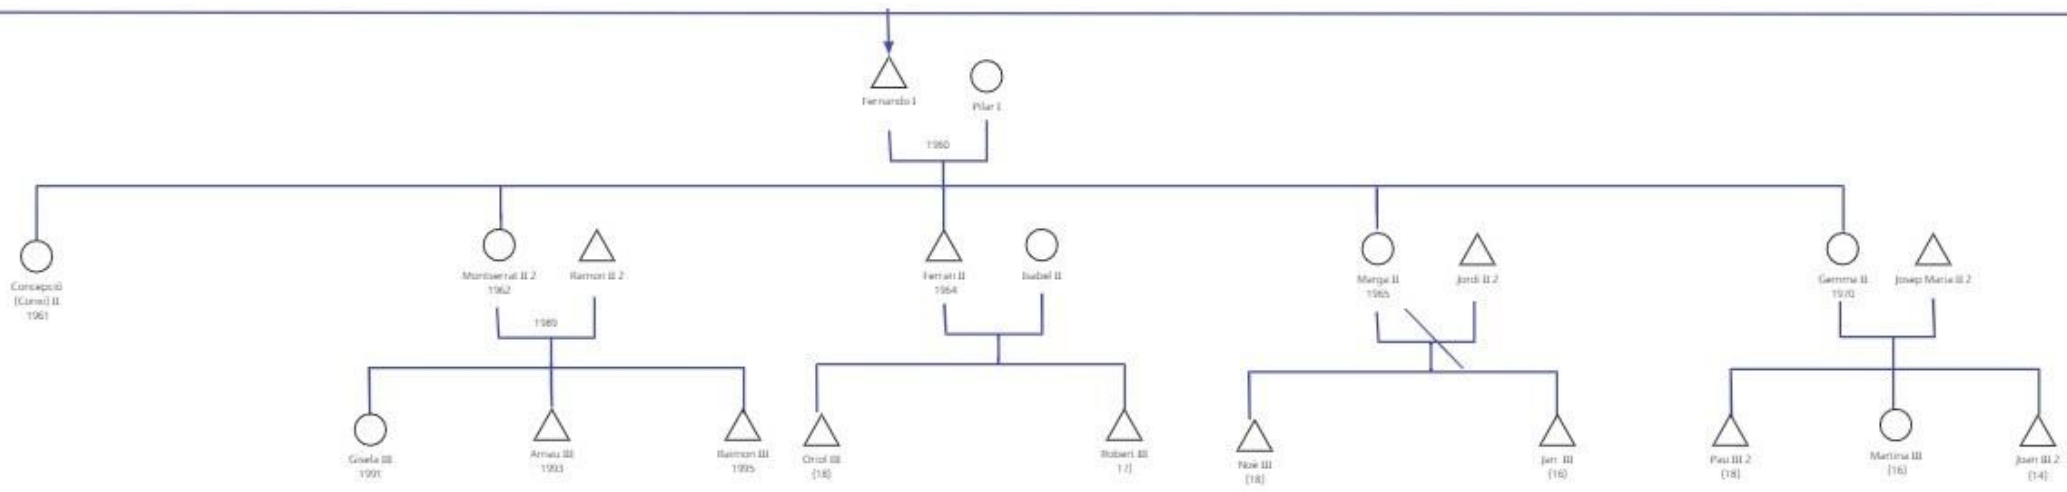 Fernando I
Pilar I
1960
Concepció
(Conxi) II
1961
Montserrat II 2
1962
Ramon II 2
1989
Ferran II
1964
Isabel II
Marga II
1965
Jordi II 2
Gemma II
1970
Josep Maria II 2
Gisela III
1991
Arnau III
1993
Raimon III
1995
Oriol III
(18)
Robert III
17)
Noè III
(18)
Jan III
(16)
Pau III 2
(18)
Martina III
(16)
Joan III 2
(14)